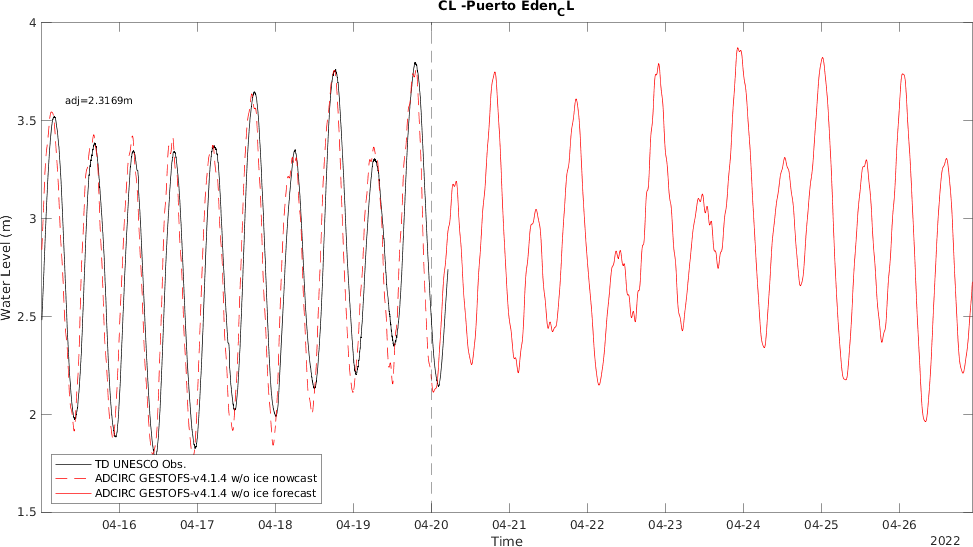 CL -Puerto Eden_CL
4
adj=2.3169m
3.5
3
Water Level (m)
2.5
2
TD UNESCO Obs.
ADCIRC GESTOFS-v4.1.4 w/o ice nowcast
ADCIRC GESTOFS-v4.1.4 w/o ice forecast
1.5
04-16 04-17 04-18 04-19 04-20 04-21 04-22 04-23 04-24 04-25 04-26
Time
2022